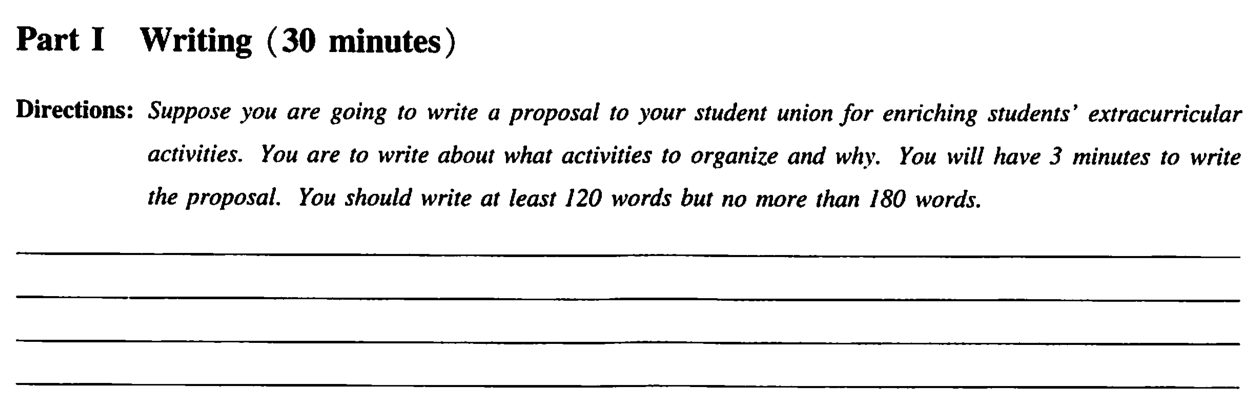 Part I Writing (30 minutes)
Directions: Suppose you are going to write a proposal to your student union for enriching students' extracurricular
activities. You are to write about what activities to organize and why. You will have 3 minutes to write
the proposal. You should write at least 120 words but no more than 180 words.